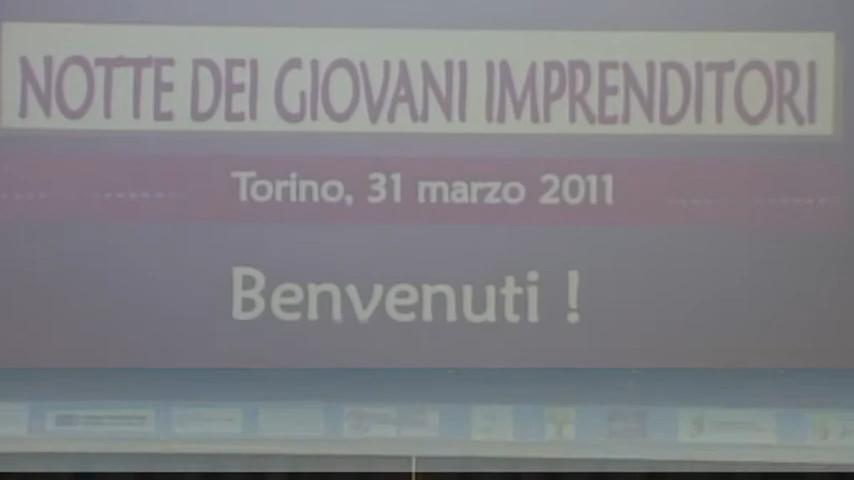 NOTTE DEI GIOVANI IMPRENDITORI
Torino, 31 marzo 2011
Benvenuti !